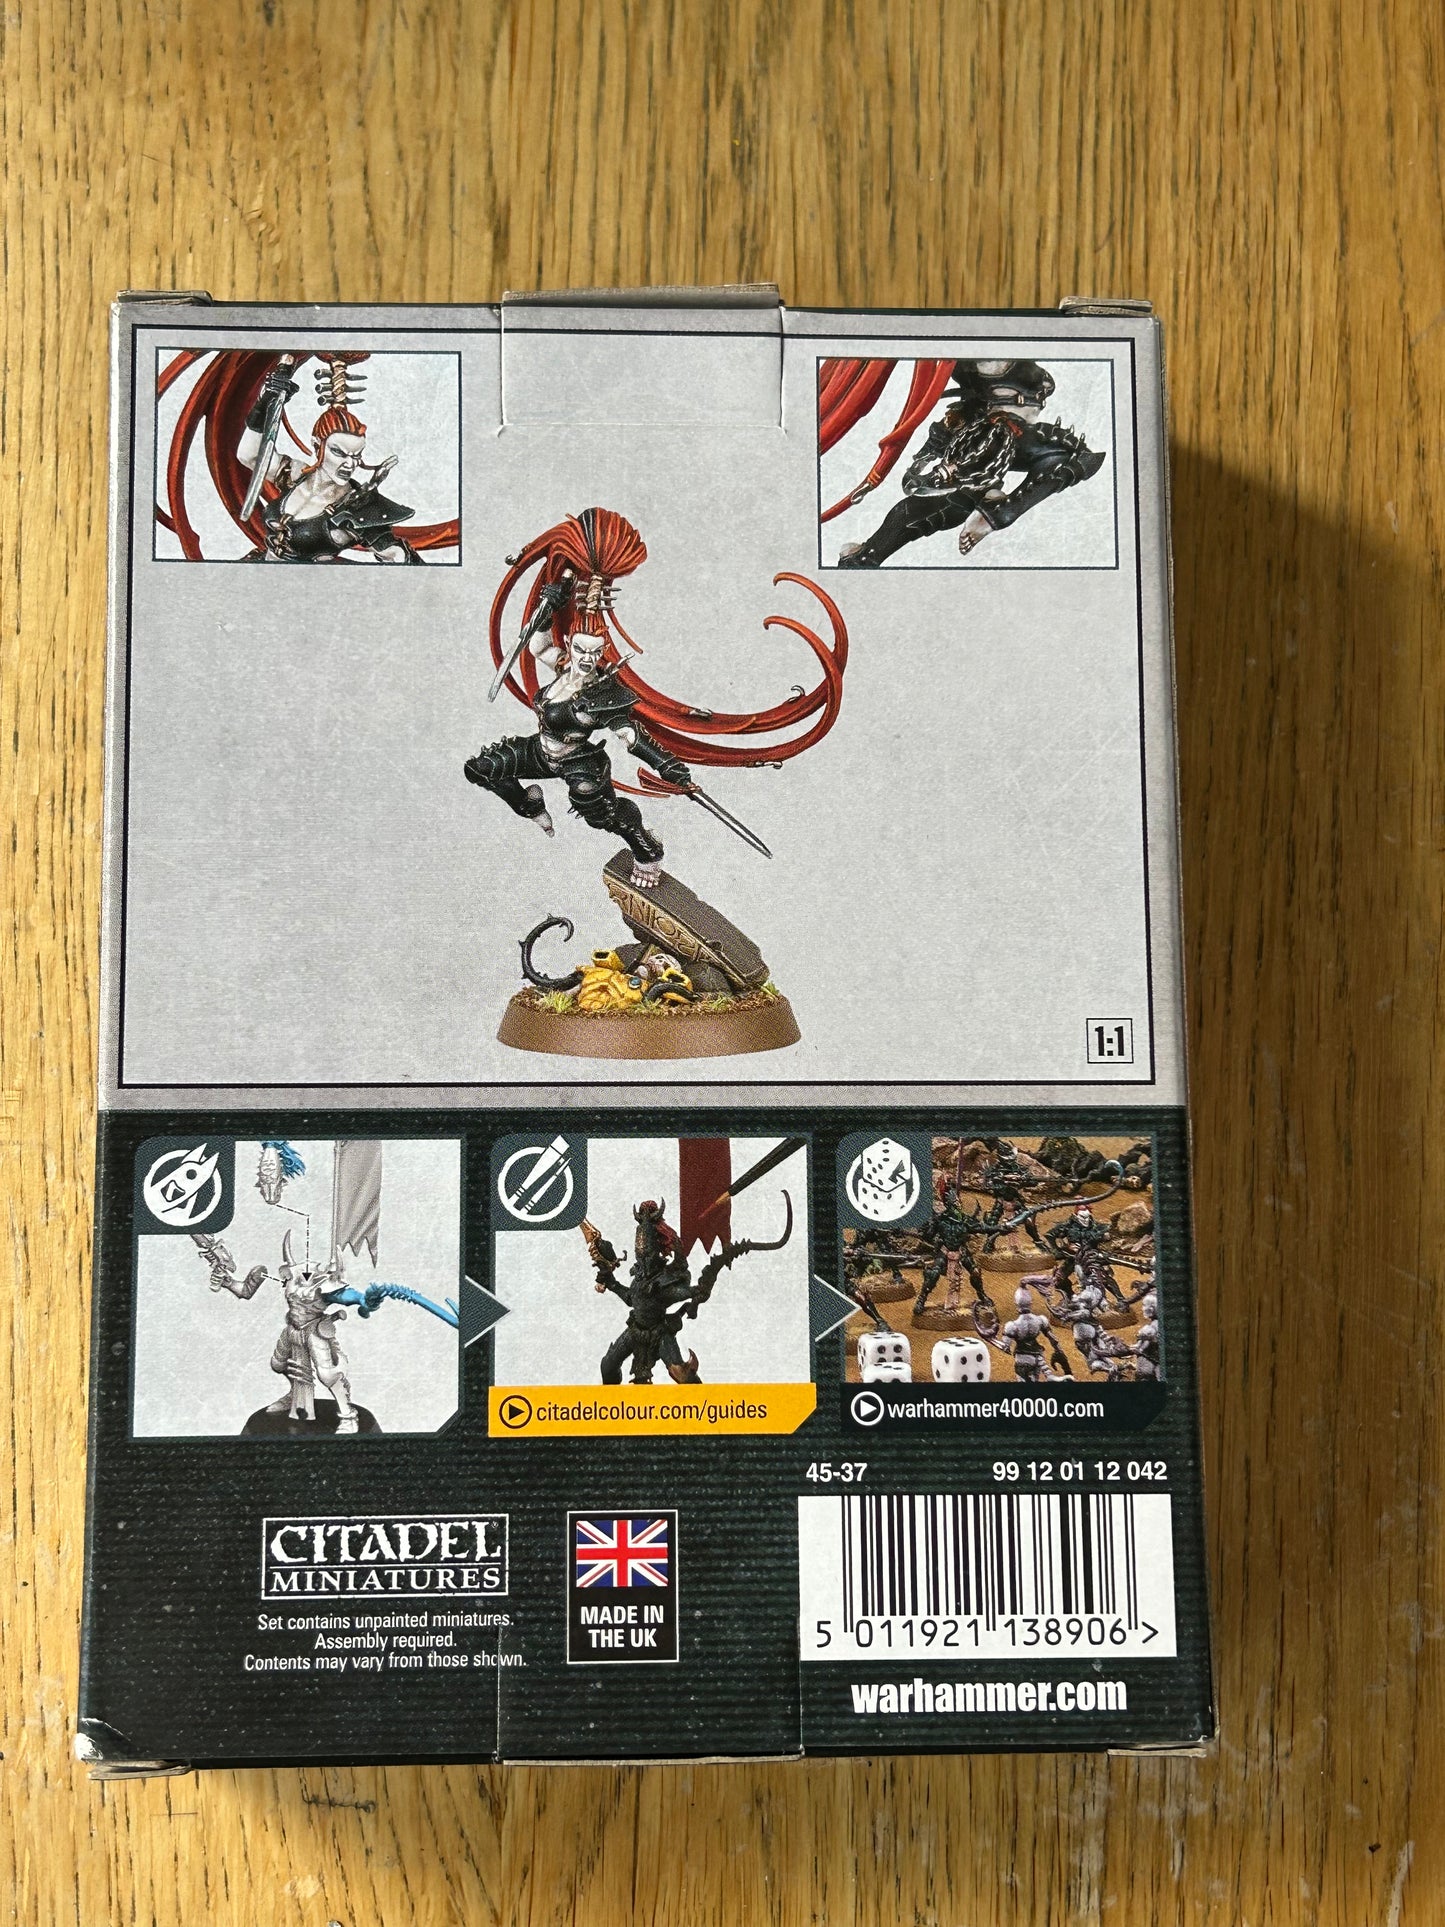 1:1
citadelcolour.com/guides
warhammer40000.com
45-37
99 12 01 12 042
CITADEL
MINIATURES
Set contains unpainted miniatures.
Assembly required.
Contents may vary from those shown.
MADE IN
THE UK
5 011921 138906 >
warhammer.com